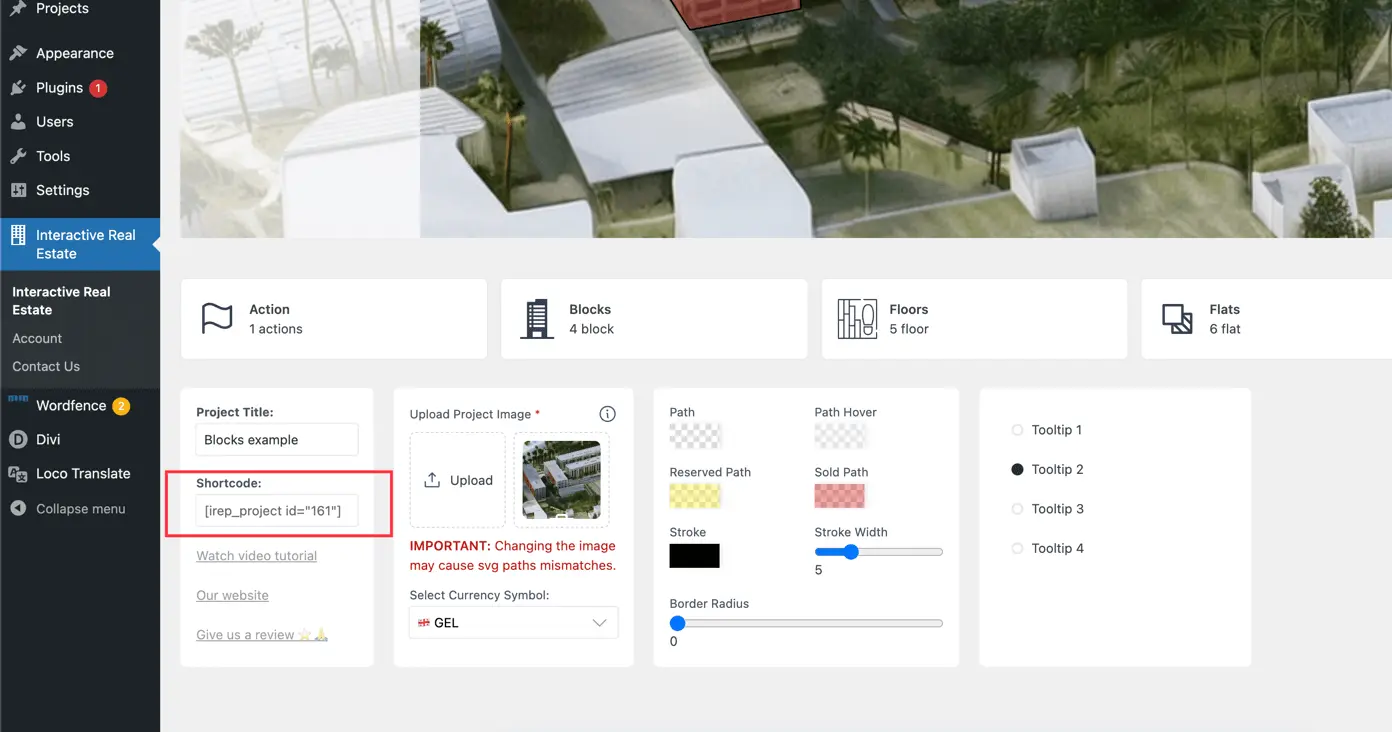 Projects
Appearance
Plugins 1
Users
Tools
Settings
Interactive Real
Estate
Interactive Real
Estate
Account
Contact Us
Wordfence 2
Divi
Loco Translate
Collapse menu
Action
1 actions
Blocks
4 block
Floors
5 floor
Flats
6 flat
Project Title:
Blocks example
Shortcode:
[irep_project id="161"]
Watch video tutorial
Our website
Give us a review ⭐🙏
Upload Project Image *
Upload
IMPORTANT: Changing the image
may cause svg paths mismatches.
Select Currency Symbol:
GEL
Path
Path Hover
Reserved Path
Sold Path
Stroke
Stroke Width
5
Border Radius
0
Tooltip 1
Tooltip 2
Tooltip 3
Tooltip 4